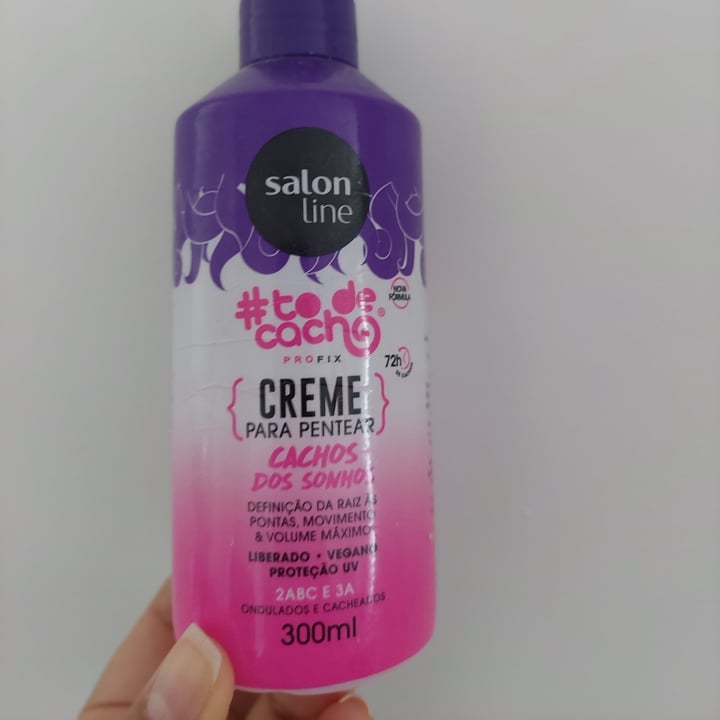 salon
line
#to de
cacho®
NOVA
FÓRMULA
PROFIX
72h
{CREME}
PARA PENTEAR
CACHOS
DOS SONHOS
DEFINIÇÃO DA RAIZ ÀS
PONTAS, MOVIMENTO
& VOLUME MÁXIMO
LIBERADO • VEGANO
PROTEÇÃO UV
2ABC E 3A
ONDULADOS E CACHEADOS
300ml